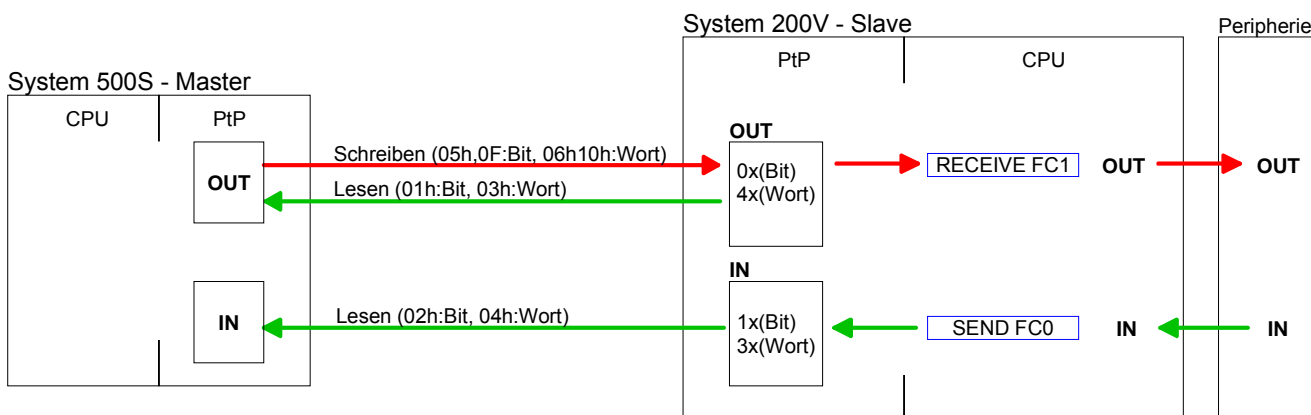 System 200V - Slave
Peripherie
PtP
CPU
System 500S - Master
CPU
PtP
OUT
Schreiben (05h,0F:Bit, 06h10h:Wort)
OUT
0x(Bit)
4x(Wort)
RECEIVE FC1
OUT
OUT
Lesen (01h:Bit, 03h:Wort)
IN
Lesen (02h:Bit, 04h:Wort)
IN
1x(Bit)
3x(Wort)
SEND FC0
IN
IN